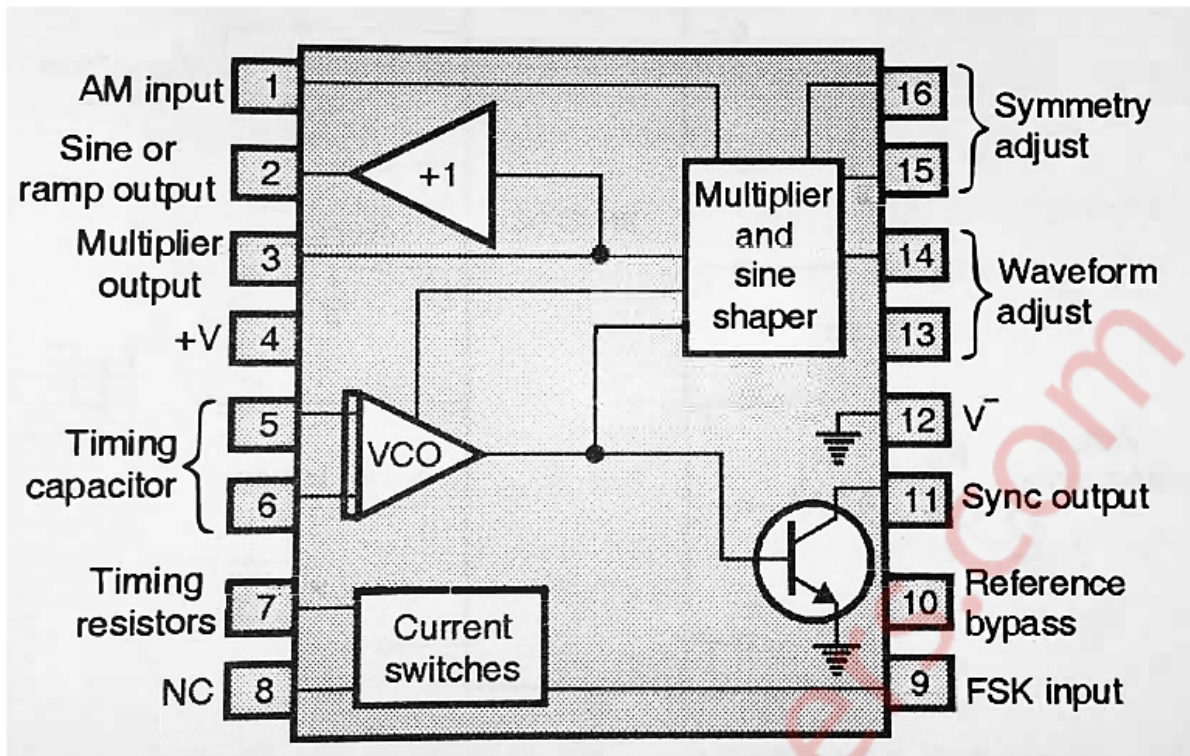 AM input
1
Sine or
ramp output
2
Multiplier
output
3
+V
4
Timing
capacitor
5
6
Timing
resistors
7
NC
8
+1
VCO
Multiplier
and
sine
shaper
Current
switches
16
15
Symmetry
adjust
14
13
Waveform
adjust
12
V⁻
11
Sync output
10
Reference
bypass
9
FSK input
ers.com